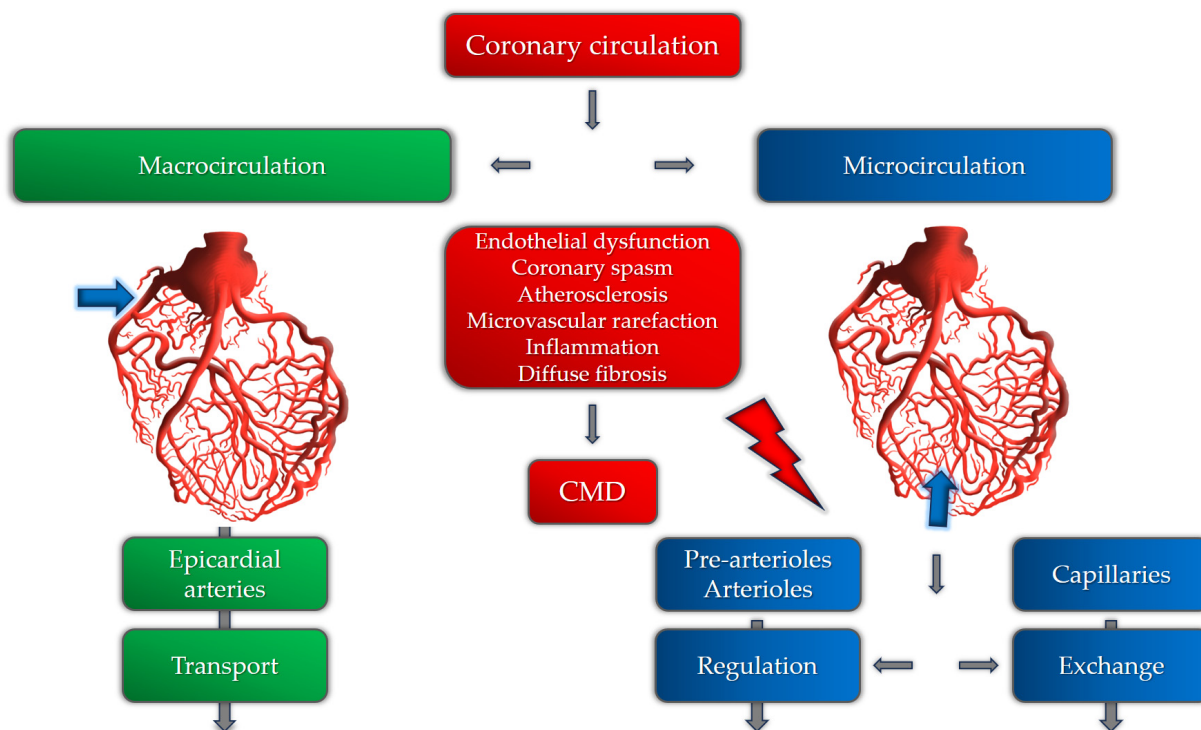 Coronary circulation
Macrocirculation
Microcirculation
Endothelial dysfunction
Coronary spasm
Atherosclerosis
Microvascular rarefaction
Inflammation
Diffuse fibrosis
CMD
Epicardial
arteries
Pre-arterioles
Arterioles
Capillaries
Transport
Regulation
Exchange